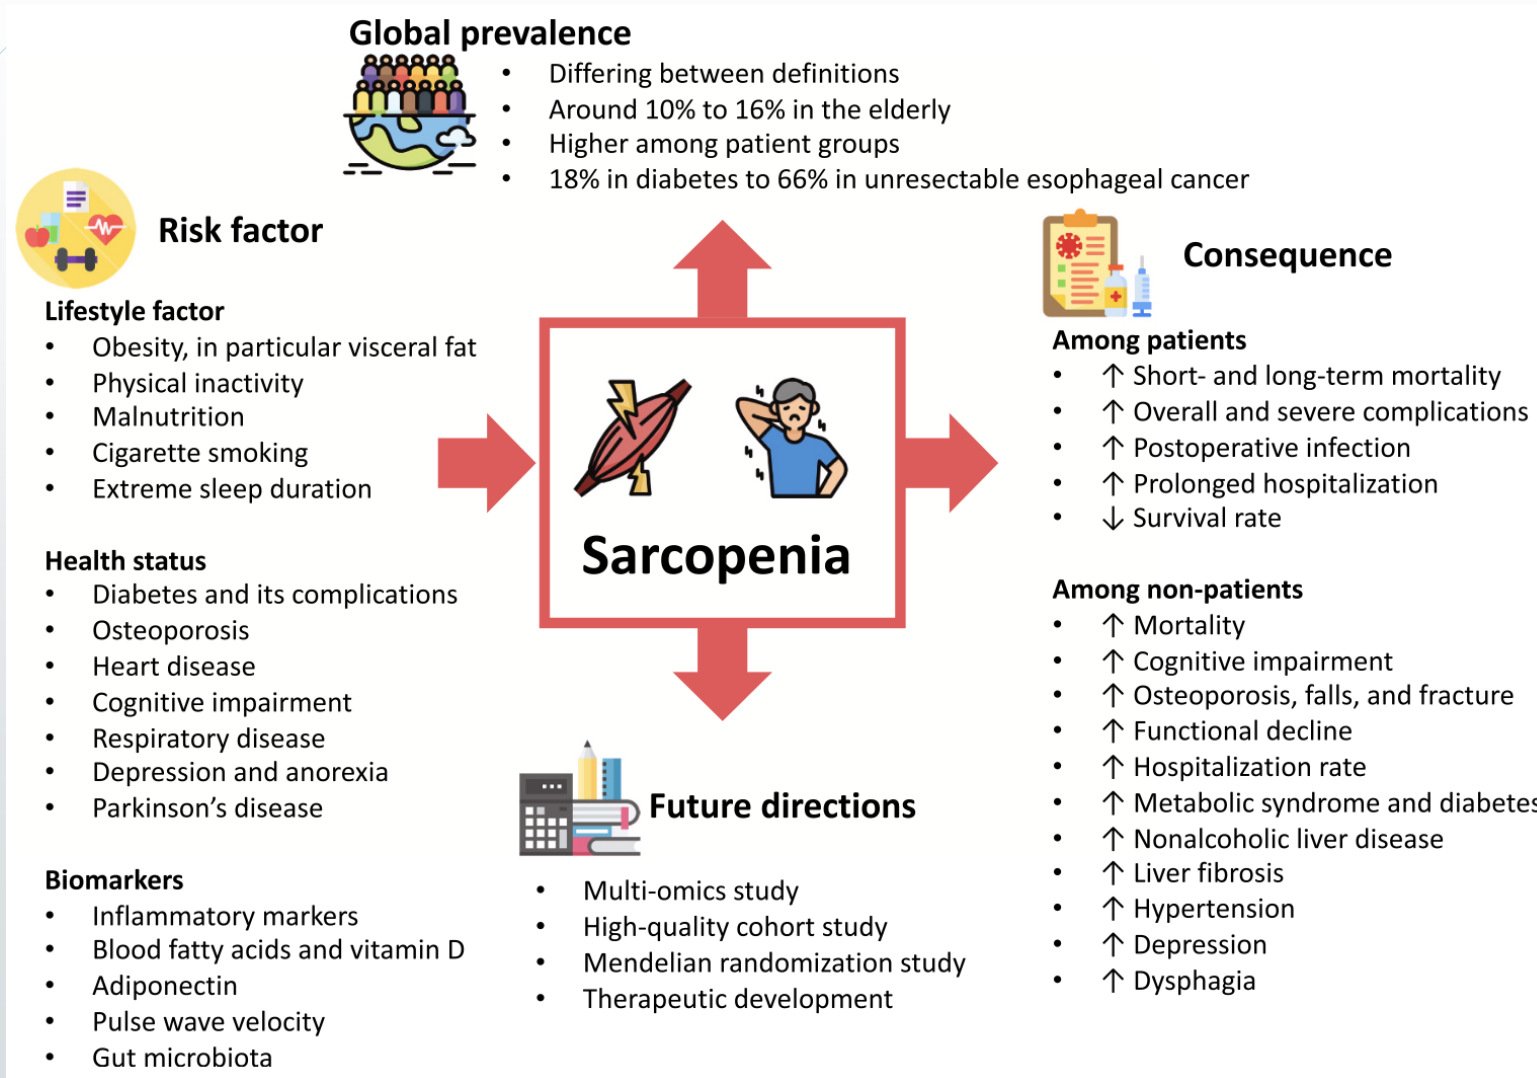 Global prevalence
• Differing between definitions
• Around 10% to 16% in the elderly
• Higher among patient groups
• 18% in diabetes to 66% in unresectable esophageal cancer
Risk factor
Lifestyle factor
• Obesity, in particular visceral fat
• Physical inactivity
• Malnutrition
• Cigarette smoking
• Extreme sleep duration
Health status
• Diabetes and its complications
• Osteoporosis
• Heart disease
• Cognitive impairment
• Respiratory disease
• Depression and anorexia
• Parkinson’s disease
Biomarkers
• Inflammatory markers
• Blood fatty acids and vitamin D
• Adiponectin
• Pulse wave velocity
• Gut microbiota
Sarcopenia
Future directions
• Multi-omics study
• High-quality cohort study
• Mendelian randomization study
• Therapeutic development
Consequence
Among patients
• ↑ Short- and long-term mortality
• ↑ Overall and severe complications
• ↑ Postoperative infection
• ↑ Prolonged hospitalization
• ↓ Survival rate
Among non-patients
• ↑ Mortality
• ↑ Cognitive impairment
• ↑ Osteoporosis, falls, and fracture
• ↑ Functional decline
• ↑ Hospitalization rate
• ↑ Metabolic syndrome and diabetes
• ↑ Nonalcoholic liver disease
• ↑ Liver fibrosis
• ↑ Hypertension
• ↑ Depression
• ↑ Dysphagia